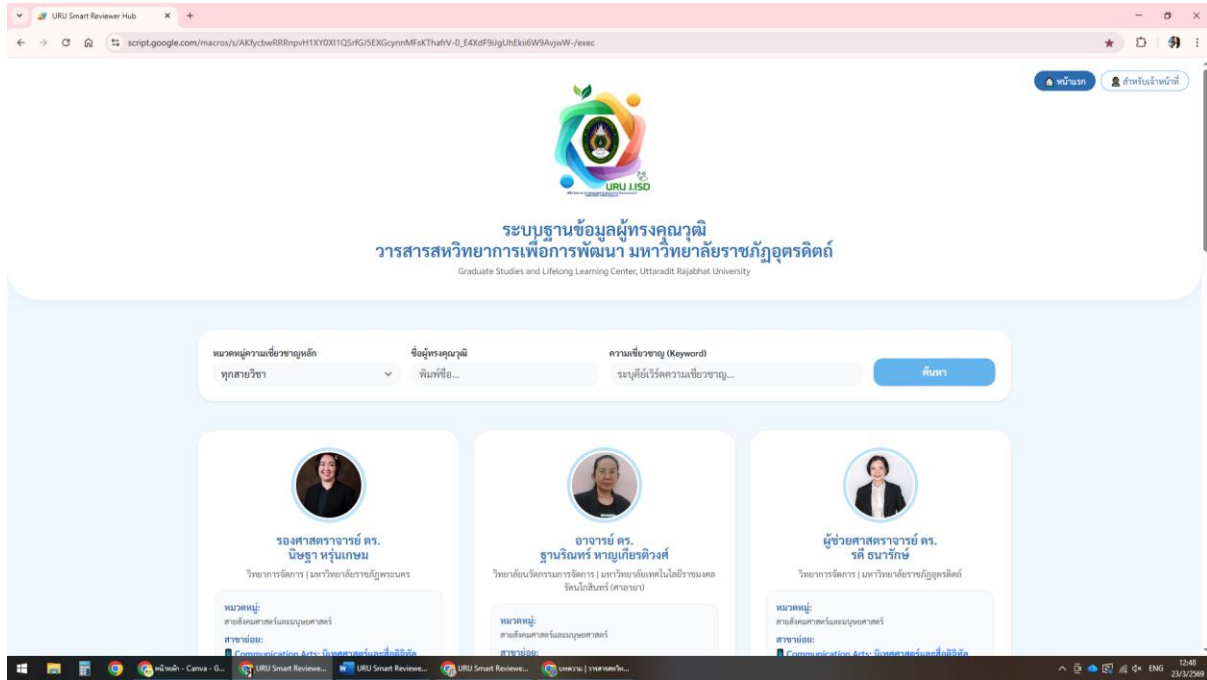 URU Smart Reviewer Hub
script.google.com/macros/s/AKfycbwRRRnpvH1XY0XI1QSrfGJ5EXGcynnMFsKThafrV-0_E4XdF9iJgUhEkii6W9AvjwW-/exec
หน้าแรก
สำหรับเจ้าหน้าที่
URU J.ISD
ระบบฐานข้อมูลผู้ทรงคุณวุฒิ
วารสารสหวิทยาการเพื่อการพัฒนา มหาวิทยาลัยราชภัฏอุตรดิตถ์
Graduate Studies and Lifelong Learning Center, Uttaradit Rajabhat University
หมวดหมู่ความเชี่ยวชาญหลัก
ทุกสายวิชา
ชื่อผู้ทรงคุณวุฒิ
พิมพ์ชื่อ...
ความเชี่ยวชาญ (Keyword)
ระบุคีย์เวิร์ดความเชี่ยวชาญ...
ค้นหา
รองศาสตราจารย์ ดร.
นิษฐา หรุ่นเกษม
วิทยาการจัดการ | มหาวิทยาลัยราชภัฏพระนคร
หมวดหมู่:
สายสังคมศาสตร์และมนุษยศาสตร์
สาขาย่อย:
Communication Arts: นิเทศศาสตร์และสื่อดิจิทัล
อาจารย์ ดร.
ฐานริณทร์ หาญเกียรติวงศ์
วิทยาลัยนวัตกรรมการจัดการ | มหาวิทยาลัยเทคโนโลยีราชมงคล
รัตนโกสินทร์ (ศาลายา)
หมวดหมู่:
สายสังคมศาสตร์และมนุษยศาสตร์
สาขาย่อย:
ผู้ช่วยศาสตราจารย์ ดร.
รดี ธนารักษ์
วิทยาการจัดการ | มหาวิทยาลัยราชภัฏอุตรดิตถ์
หมวดหมู่:
สายสังคมศาสตร์และมนุษยศาสตร์
สาขาย่อย:
Communication Arts: นิเทศศาสตร์และสื่อดิจิทัล
หน้าหลัก - Canva - G...
URU Smart Reviewe...
URU Smart Reviewe...
URU Smart Reviewe...
บทความ | วารสารสหวิท...
ENG
12:48
23/3/2569